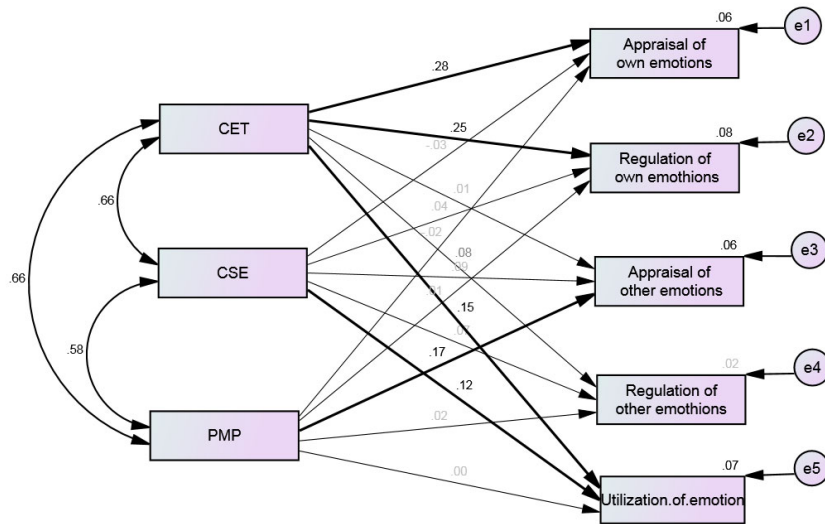 .06
e1
Appraisal of
own emotions
.28
CET
.25
-.03
.08
e2
Regulation of
own emothions
.66
.01
.04
-.02
.08
.09
.06
e3
Appraisal of
other emotions
CSE
.66
.01
.15
.07
.58
.17
.12
.02
e4
Regulation of
other emothions
PMP
.02
.00
.07
e5
Utilization.of.emotion